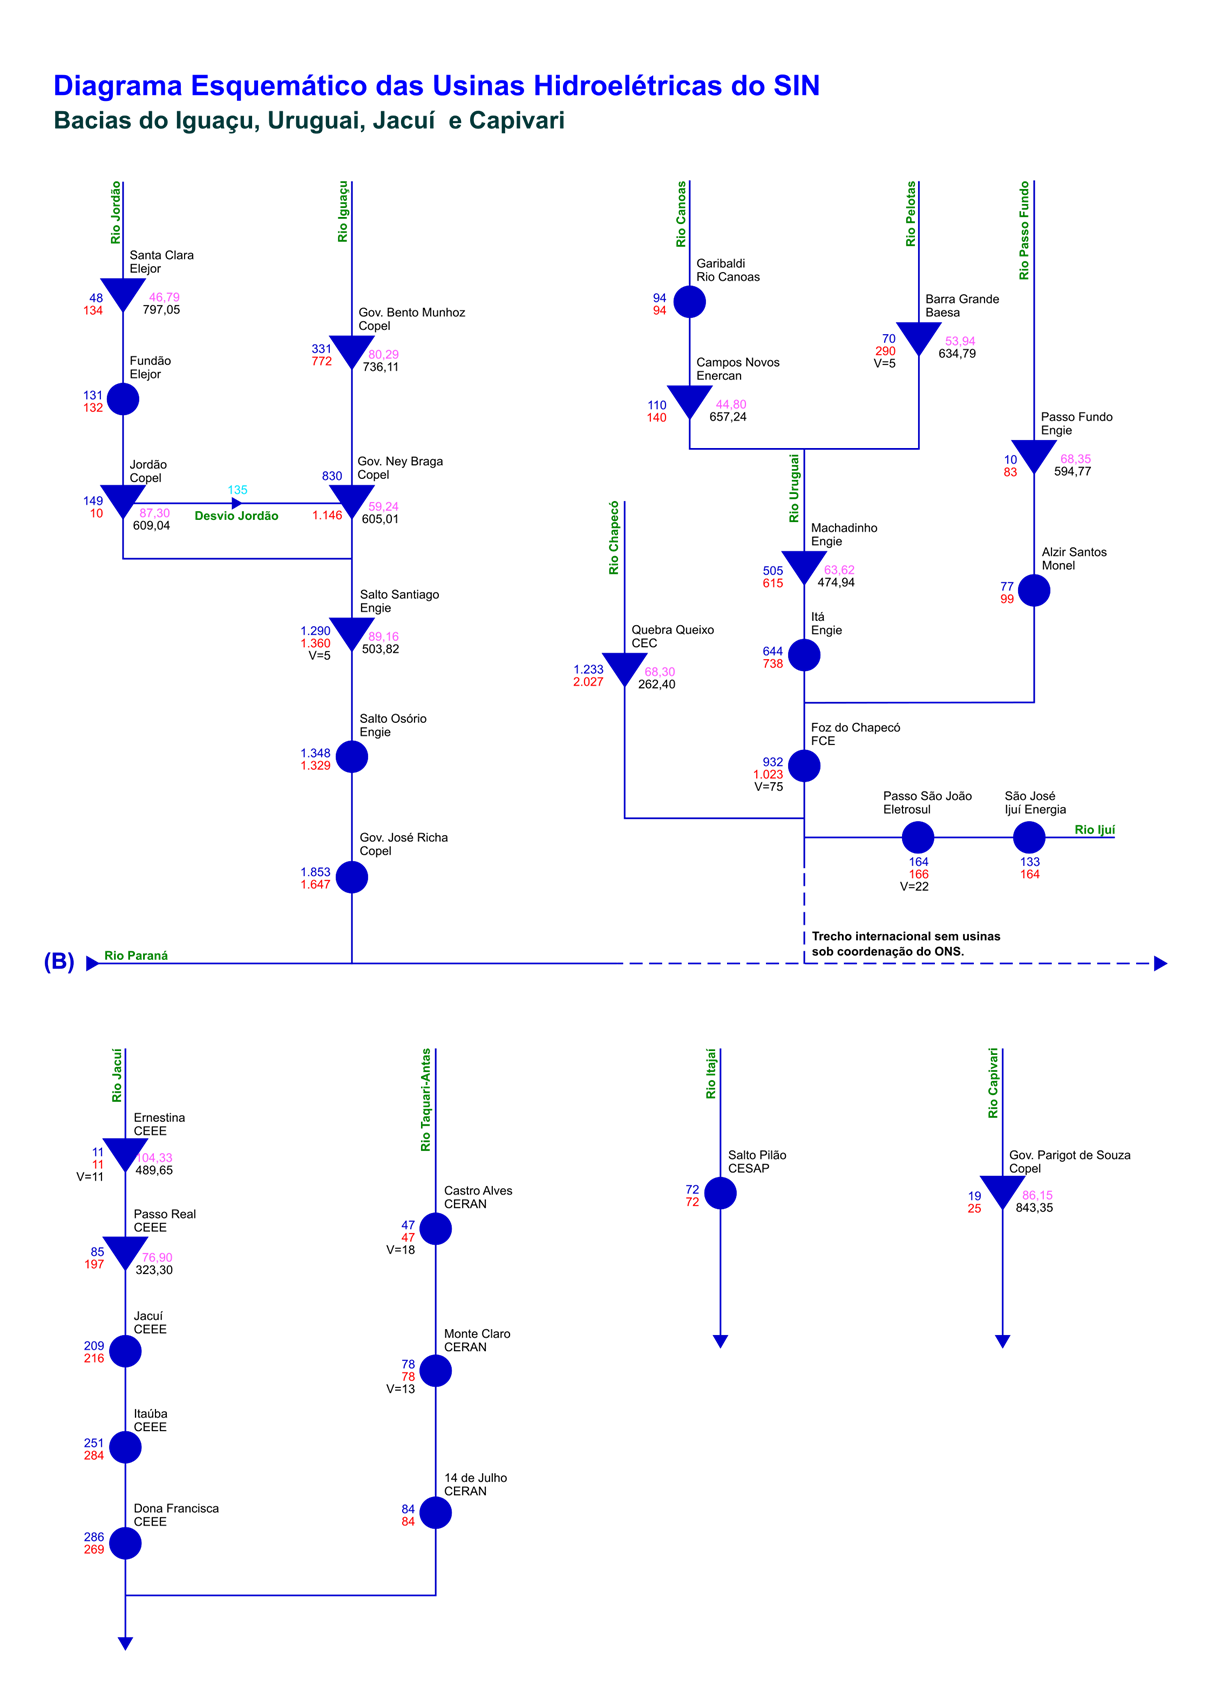 Diagrama Esquemático das Usinas Hidroelétricas do SIN
Bacias do Iguaçu, Uruguai, Jacuí e Capivari
Rio Jordão
Santa Clara
Elejor
48
134
46,79
797,05
Fundão
Elejor
131
132
Jordão
Copel
149
10
87,30
609,04
135
Desvio Jordão
Rio Iguaçu
Gov. Bento Munhoz
Copel
331
772
80,29
736,11
Gov. Ney Braga
Copel
830
1.146
59,24
605,01
Salto Santiago
Engie
1.290
1.360
V=5
89,16
503,82
Salto Osório
Engie
1.348
1.329
Gov. José Richa
Copel
1.853
1.647
Rio Canoas
Garibaldi
Rio Canoas
94
94
Campos Novos
Enercan
110
140
44,80
657,24
Rio Pelotas
Barra Grande
Baesa
70
290
V=5
53,94
634,79
Rio Passo Fundo
Passo Fundo
Engie
10
83
68,35
594,77
Alzir Santos
Monel
77
99
Rio Uruguai
Machadinho
Engie
505
615
63,62
474,94
Itá
Engie
644
738
Rio Chapecó
Quebra Queixo
CEC
1.233
2.027
68,30
262,40
Foz do Chapecó
FCE
932
1.023
V=75
Passo São João
Eletrosul
164
166
V=22
São José
Ijuí Energia
133
164
Rio Ijuí
Trecho internacional sem usinas
sob coordenação do ONS.
(B)
Rio Paraná
Rio Jacuí
Ernestina
CEEE
11
11
V=11
104,33
489,65
Passo Real
CEEE
85
197
76,90
323,30
Jacuí
CEEE
209
216
Itaúba
CEEE
251
284
Dona Francisca
CEEE
286
269
Rio Taquari-Antas
Castro Alves
CERAN
47
47
V=18
Monte Claro
CERAN
78
78
V=13
14 de Julho
CERAN
84
84
Rio Itajaí
Salto Pilão
CESAP
72
72
Rio Capivari
Gov. Parigot de Souza
Copel
19
25
86,15
843,35